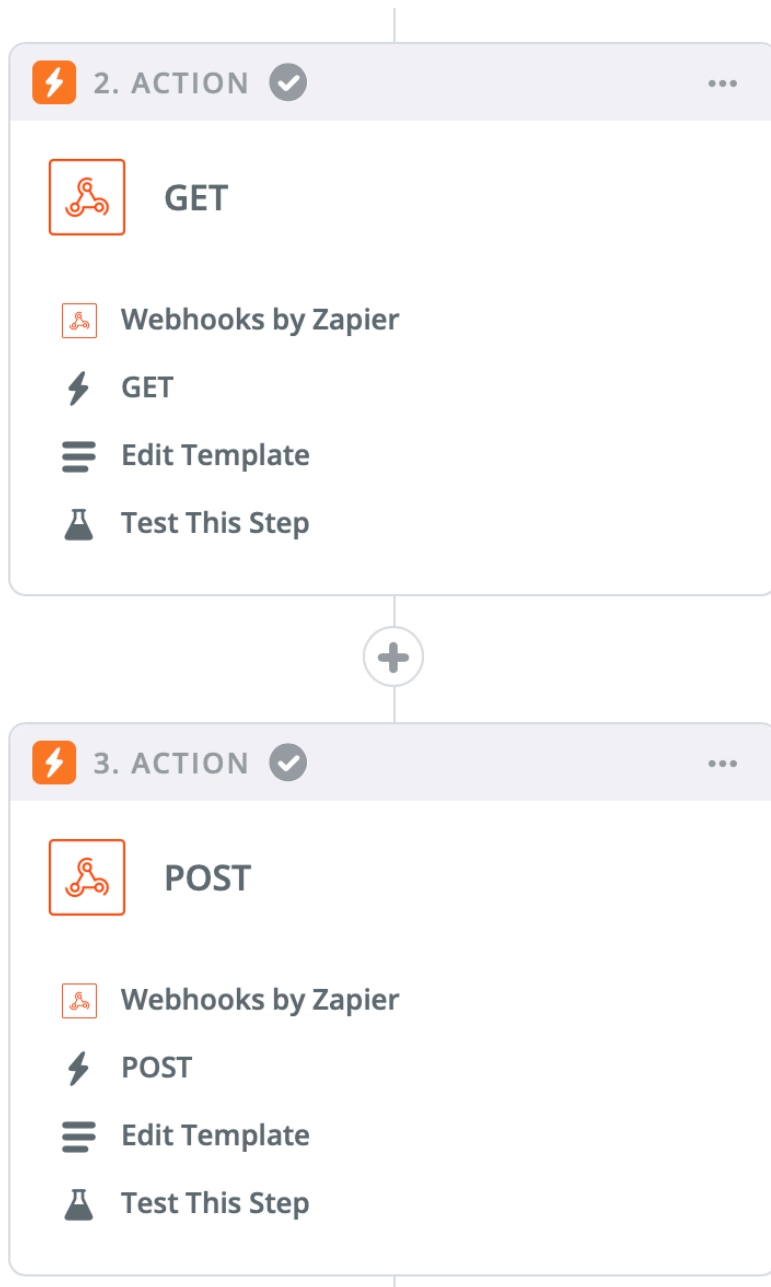 2. ACTION
GET
Webhooks by Zapier
GET
Edit Template
Test This Step
3. ACTION
POST
Webhooks by Zapier
POST
Edit Template
Test This Step